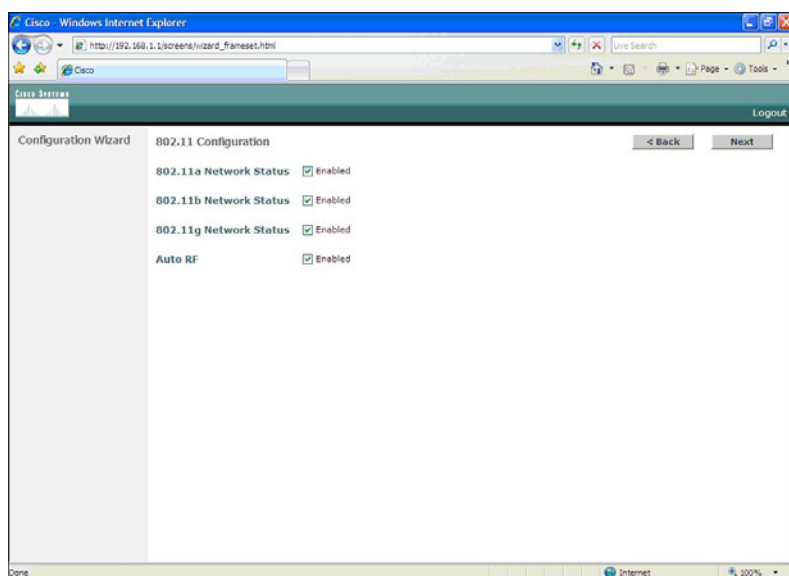 Cisco - Windows Internet Explorer
http://192.168.1.1/screens/wizard_frameset.html
Live Search
Cisco
Page
Tools
CISCO SYSTEMS
Logout
Configuration Wizard
802.11 Configuration
< Back
Next
802.11a Network Status
Enabled
802.11b Network Status
Enabled
802.11g Network Status
Enabled
Auto RF
Enabled
Done
Internet
100%